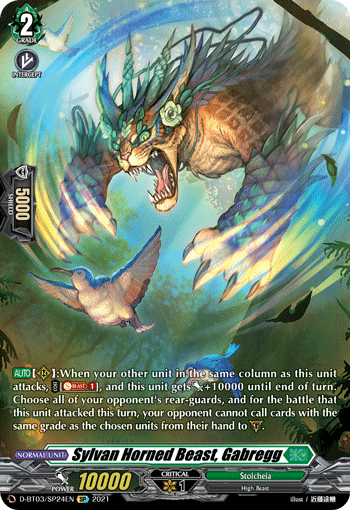 2
GRADE
INTERCEPT
5000
SHIELD
AUTO【】:When your other unit in the same column as this unit
attacks, [SOUL BLAST 1], and this unit gets +10000 until end of turn.
Choose all of your opponent's rear-guards, and for the battle that
this unit attacked this turn, your opponent cannot call cards with the
same grade as the chosen units from their hand to .
NORMAL UNIT
Sylvan Horned Beast, Gabregg
POWER 10000
CRITICAL
1
Stoicheia
High Beast
D-BT03/SP24EN SP 2021
illust / 近藤遼種